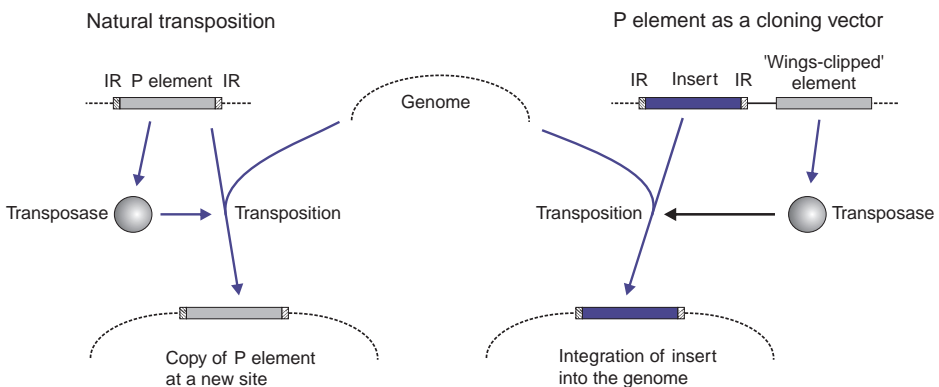 Natural transposition
IR P element IR
Transposase
Transposition
Copy of P element
at a new site
Genome
P element as a cloning vector
IR Insert IR
'Wings-clipped'
element
Transposition
Transposase
Integration of insert
into the genome